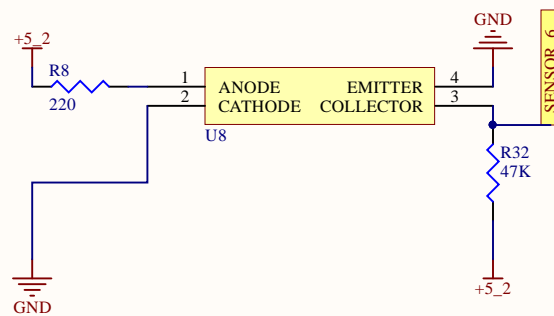 +5_2
R8
220
1
2
ANODE
CATHODE
EMITTER
COLLECTOR
4
3
U8
GND
SENSOR_6
R32
47K
+5_2
GND